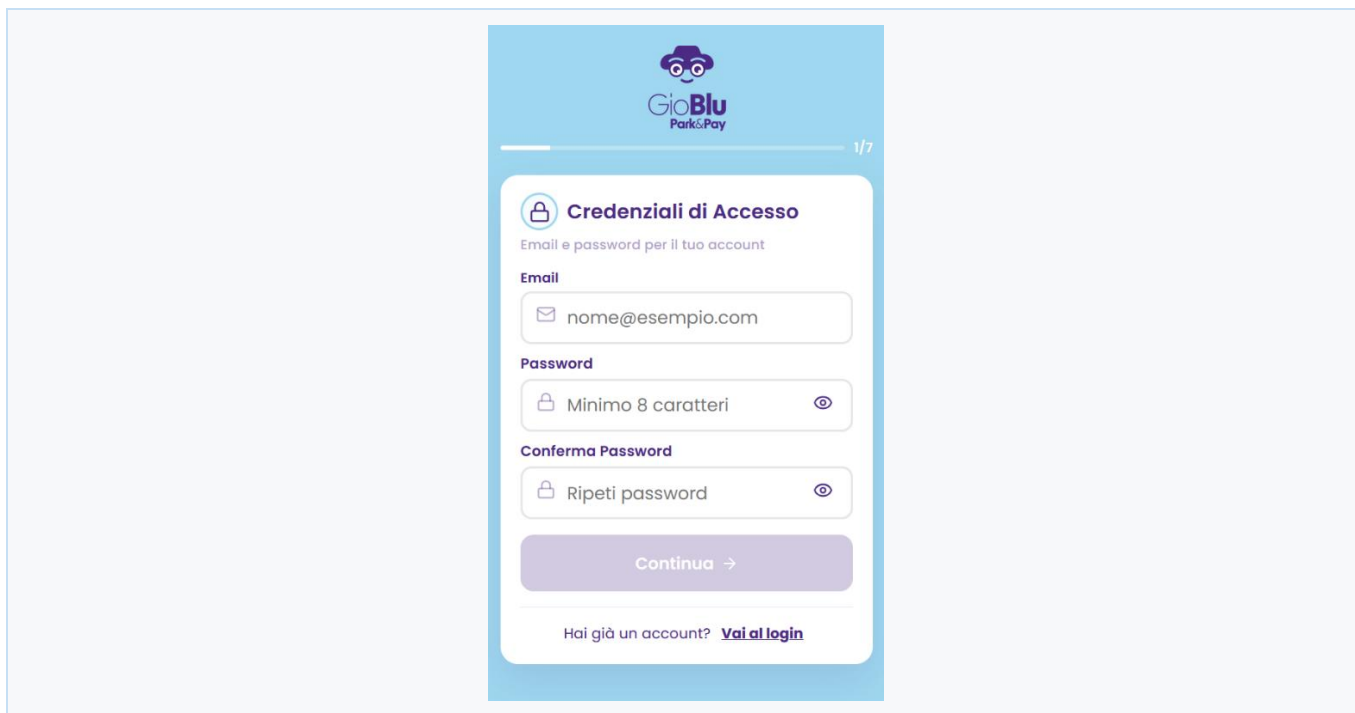 GioBlu
Park&Pay
1/7
Credenziali di Accesso
Email e password per il tuo account
Email
nome@esempio.com
Password
Minimo 8 caratteri
Conferma Password
Ripeti password
Continua →
Hai già un account? Vai al login